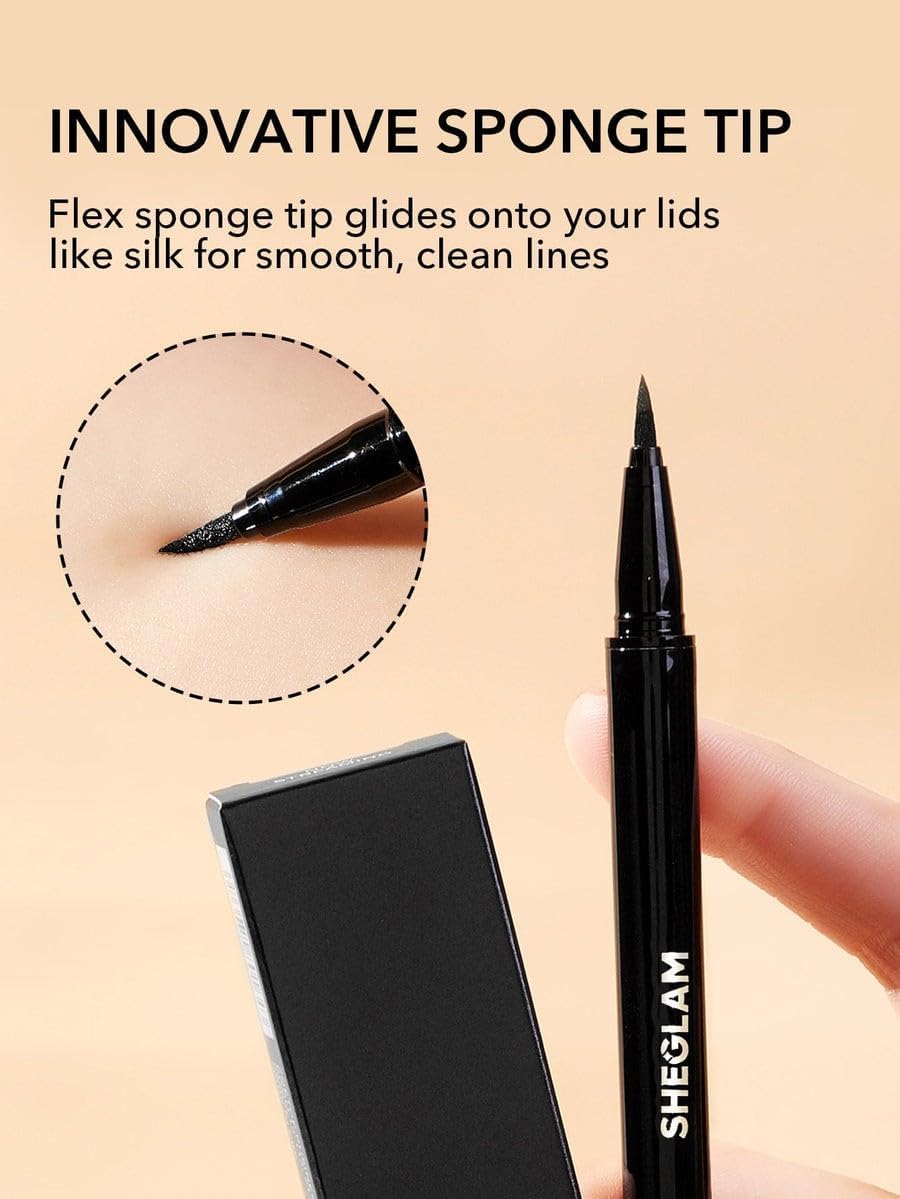 INNOVATIVE SPONGE TIP
Flex sponge tip glides onto your lids
like silk for smooth, clean lines
SHEGLAM